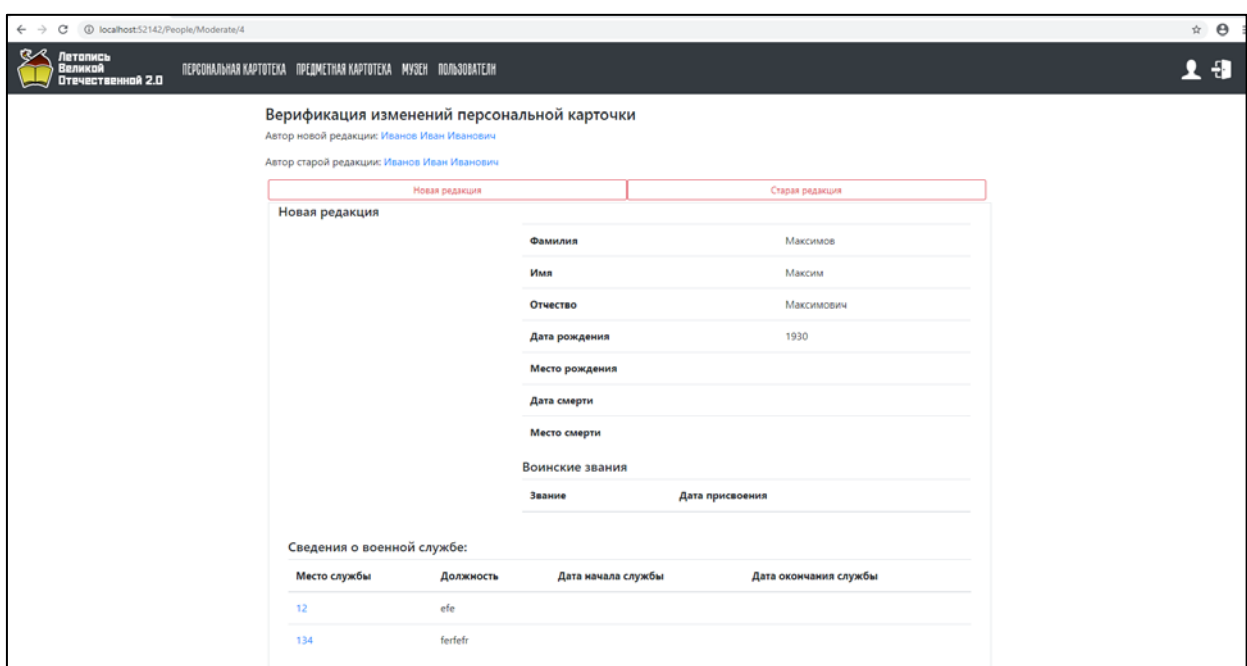 localhost:52142/People/Moderate/4
Летопись
Великой
Отечественной 2.0
ПЕРСОНАЛЬНАЯ КАРТОТЕКА ПРЕДМЕТНАЯ КАРТОТЕКА МУЗЕИ ПОЛЬЗОВАТЕЛИ
Верификация изменений персональной карточки
Автор новой редакции: Иванов Иван Иванович
Автор старой редакции: Иванов Иван Иванович
Новая редакция Старая редакция
Новая редакция
Фамилия Максимов
Имя Максим
Отчество Максимович
Дата рождения 1930
Место рождения
Дата смерти
Место смерти
Воинские звания
Звание Дата присвоения
Сведения о военной службе:
Место службы Должность Дата начала службы Дата окончания службы
12 efe
134 ferfefr